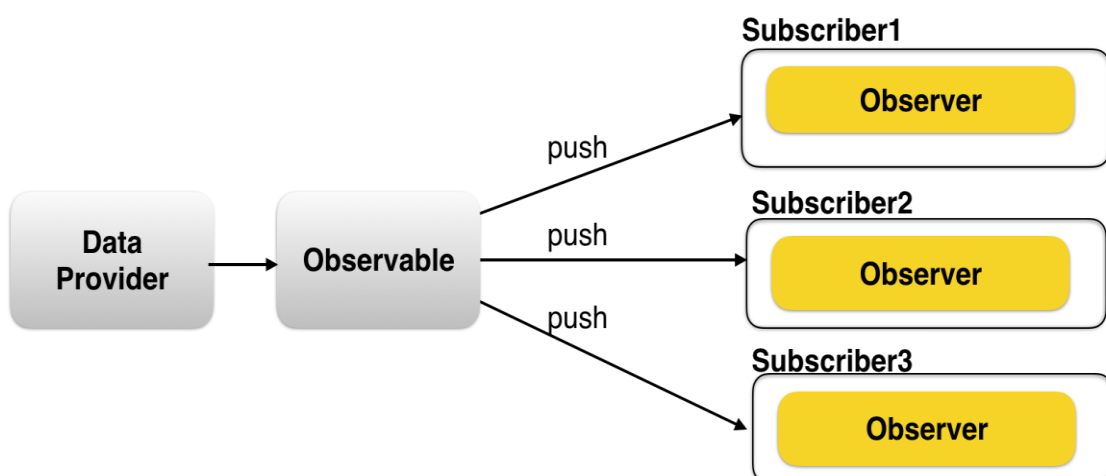 Subscriber1
Observer
push
Subscriber2
Data
Provider
Observable
push
Observer
push
Subscriber3
Observer